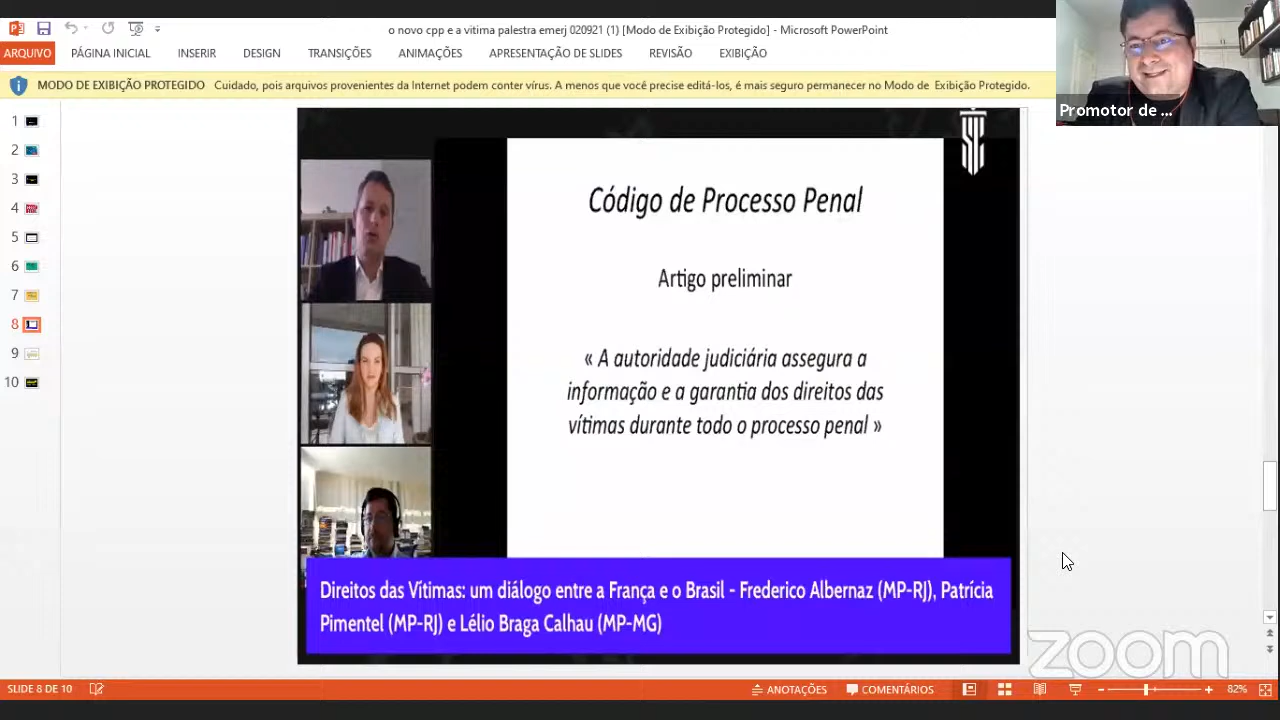 o novo cpp e a vitima palestra emerj 020921 (1) [Modo de Exibição Protegido] - Microsoft PowerPoint
ARQUIVO PÁGINA INICIAL INSERIR DESIGN TRANSIÇÕES ANIMAÇÕES APRESENTAÇÃO DE SLIDES REVISÃO EXIBIÇÃO
MODO DE EXIBIÇÃO PROTEGIDO Cuidado, pois arquivos provenientes da Internet podem conter vírus. A menos que você precise editá-los, é mais seguro permanecer no Modo de Exibição Protegido.
Promotor de ...
1
2
3
4
5
6
7
8
9
10
Código de Processo Penal
Artigo preliminar
« A autoridade judiciária assegura a
informação e a garantia dos direitos das
vítimas durante todo o processo penal »
Direitos das Vítimas: um diálogo entre a França e o Brasil - Frederico Albernaz (MP-RJ), Patrícia
Pimentel (MP-RJ) e Lélio Braga Calhau (MP-MG)
zoom
SLIDE 8 DE 10 ANOTAÇÕES COMENTÁRIOS 82%